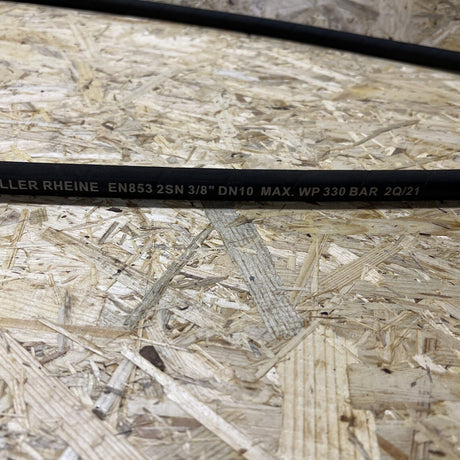 LLER RHEINE EN853 2SN 3/8" DN10 MAX. WP 330 BAR 2Q/21